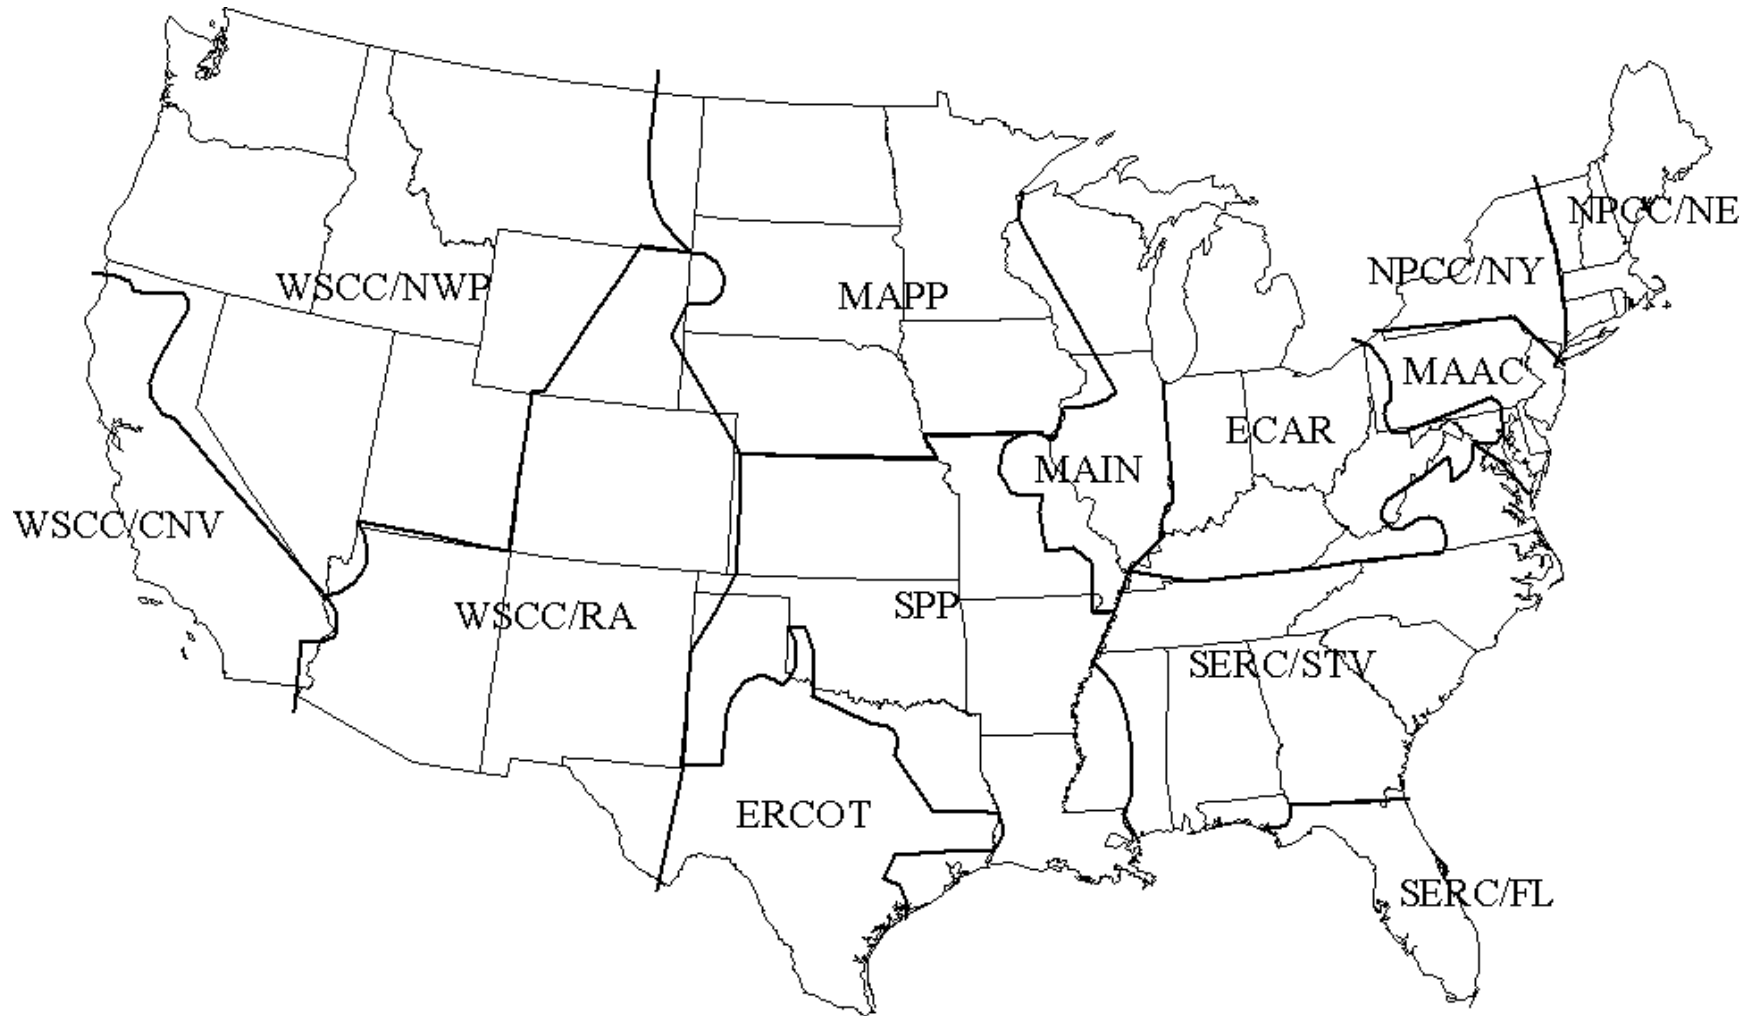 NPCC/NE
NPCC/NY
WSCC/NWP
MAPP
MAAC
ECAR
MAIN
WSCC/CNV
SPP
WSCC/RA
SERC/STV
ERCOT
SERC/FL